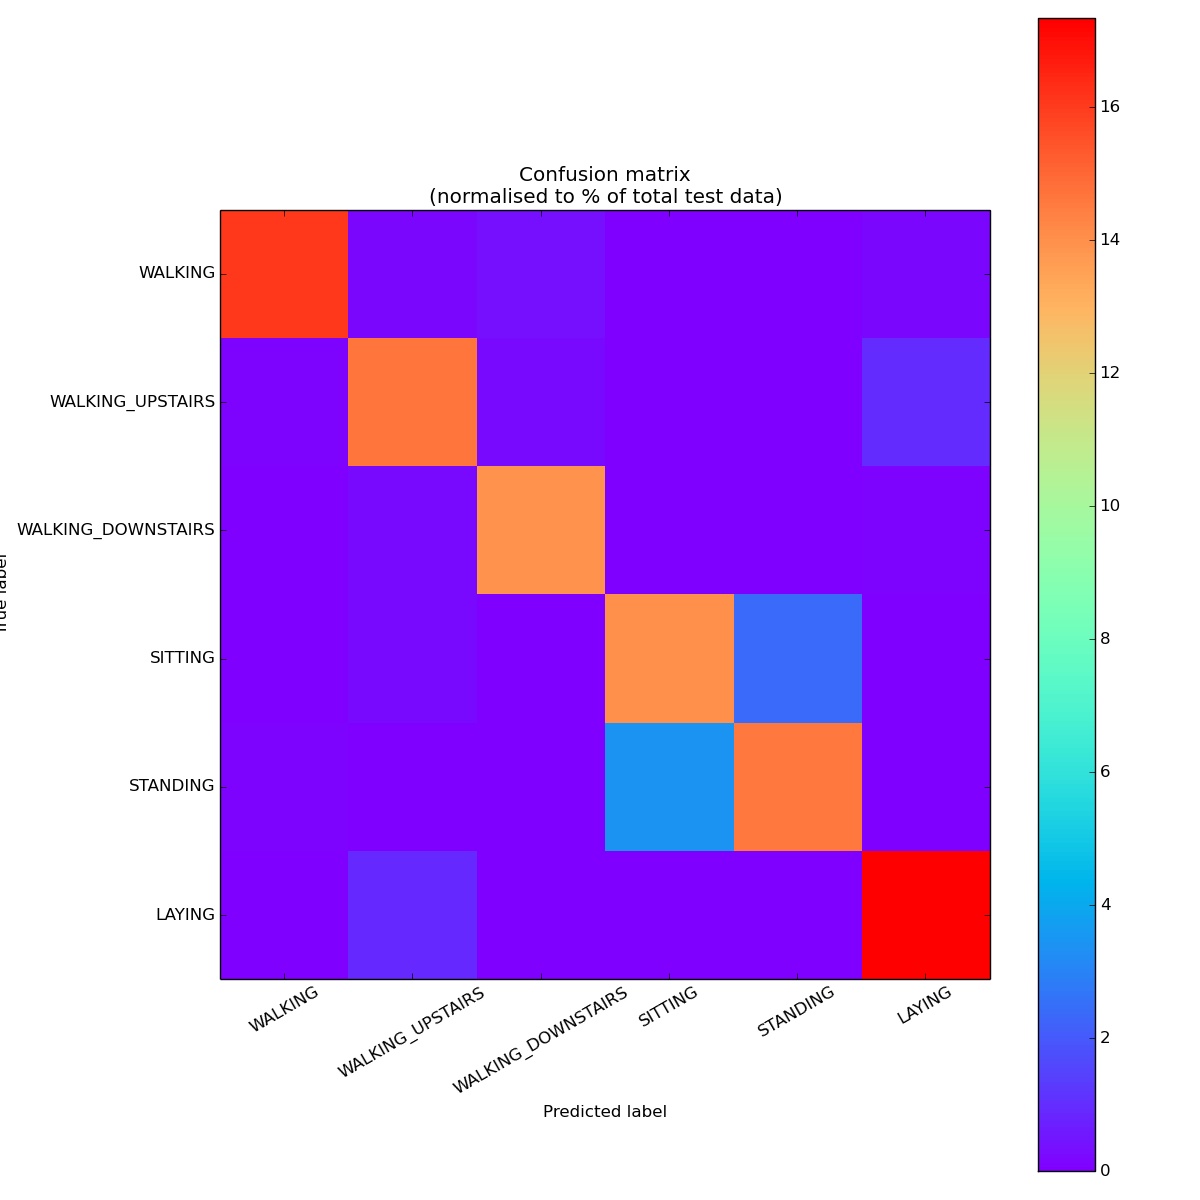 Confusion matrix
(normalised to % of total test data)
WALKING
WALKING_UPSTAIRS
WALKING_DOWNSTAIRS
SITTING
STANDING
LAYING
label
WALKING
WALKING_UPSTAIRS
WALKING_DOWNSTAIRS
SITTING
STANDING
LAYING
Predicted label
16
14
12
10
8
6
4
2
0